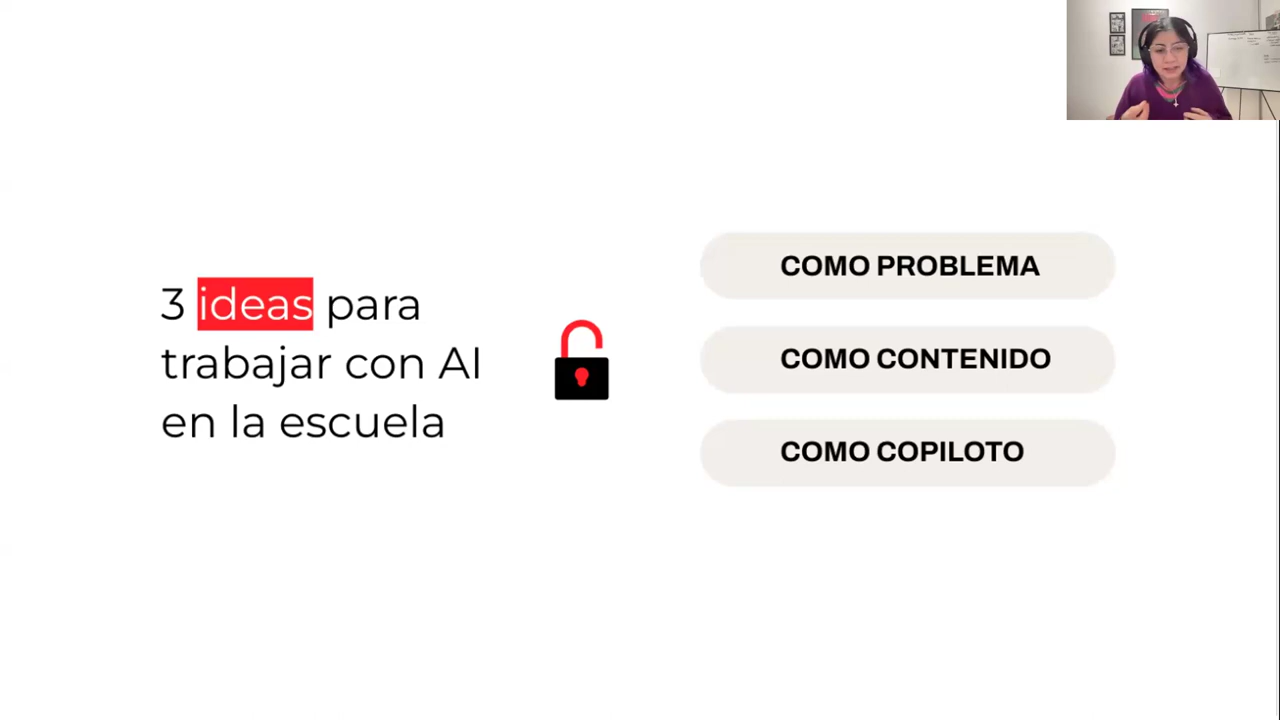 3 ideas para
trabajar con AI
en la escuela
COMO PROBLEMA
COMO CONTENIDO
COMO COPILOTO